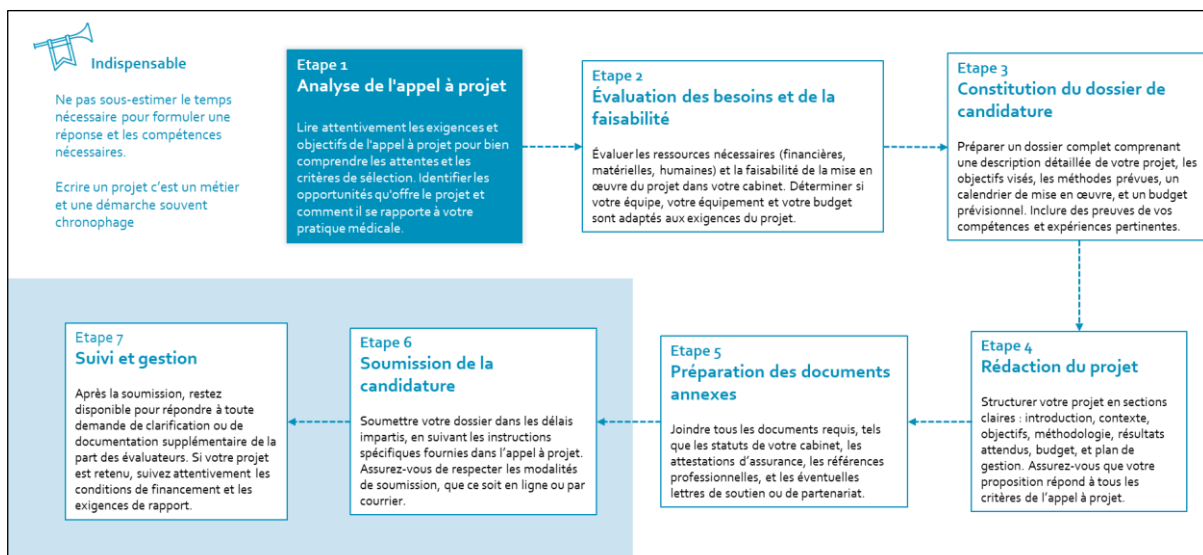 Indispensable
Ne pas sous-estimer le temps
nécessaire pour formuler une
réponse et les compétences
nécessaires.
Ecrire un projet c'est un métier
et une démarche souvent
chronophage
Etape 1
Analyse de l'appel à projet
Lire attentivement les exigences et
objectifs de l'appel à projet pour bien
comprendre les attentes et les
critères de sélection. Identifier les
opportunités qu'offre le projet et
comment il se rapporte à votre
pratique médicale.
Etape 2
Évaluation des besoins et de la
faisabilité
Évaluer les ressources nécessaires (financières,
matérielles, humaines) et la faisabilité de la mise en
œuvre du projet dans votre cabinet. Déterminer si
votre équipe, votre équipement et votre budget
sont adaptés aux exigences du projet.
Etape 3
Constitution du dossier de
candidature
Préparer un dossier complet comprenant
une description détaillée de votre projet, les
objectifs visés, les méthodes prévues, un
calendrier de mise en œuvre, et un budget
prévisionnel. Inclure des preuves de vos
compétences et expériences pertinentes.
Etape 4
Rédaction du projet
Structurer votre projet en sections
claires : introduction, contexte,
objectifs, méthodologie, résultats
attendus, budget, et plan de
gestion. Assurez-vous que votre
proposition répond à tous les
critères de l'appel à projet.
Etape 5
Préparation des documents
annexes
Joindre tous les documents requis, tels
que les statuts de votre cabinet, les
attestations d'assurance, les références
professionnelles, et les éventuelles
lettres de soutien ou de partenariat.
Etape 6
Soumission de la
candidature
Soumettre votre dossier dans les délais
impartis, en suivant les instructions
spécifiques fournies dans l'appel à projet.
Assurez-vous de respecter les modalités
de soumission, que ce soit en ligne ou par
courrier.
Etape 7
Suivi et gestion
Après la soumission, restez
disponible pour répondre à toute
demande de clarification ou de
documentation supplémentaire de la
part des évaluateurs. Si votre projet
est retenu, suivez attentivement les
conditions de financement et les
exigences de rapport.